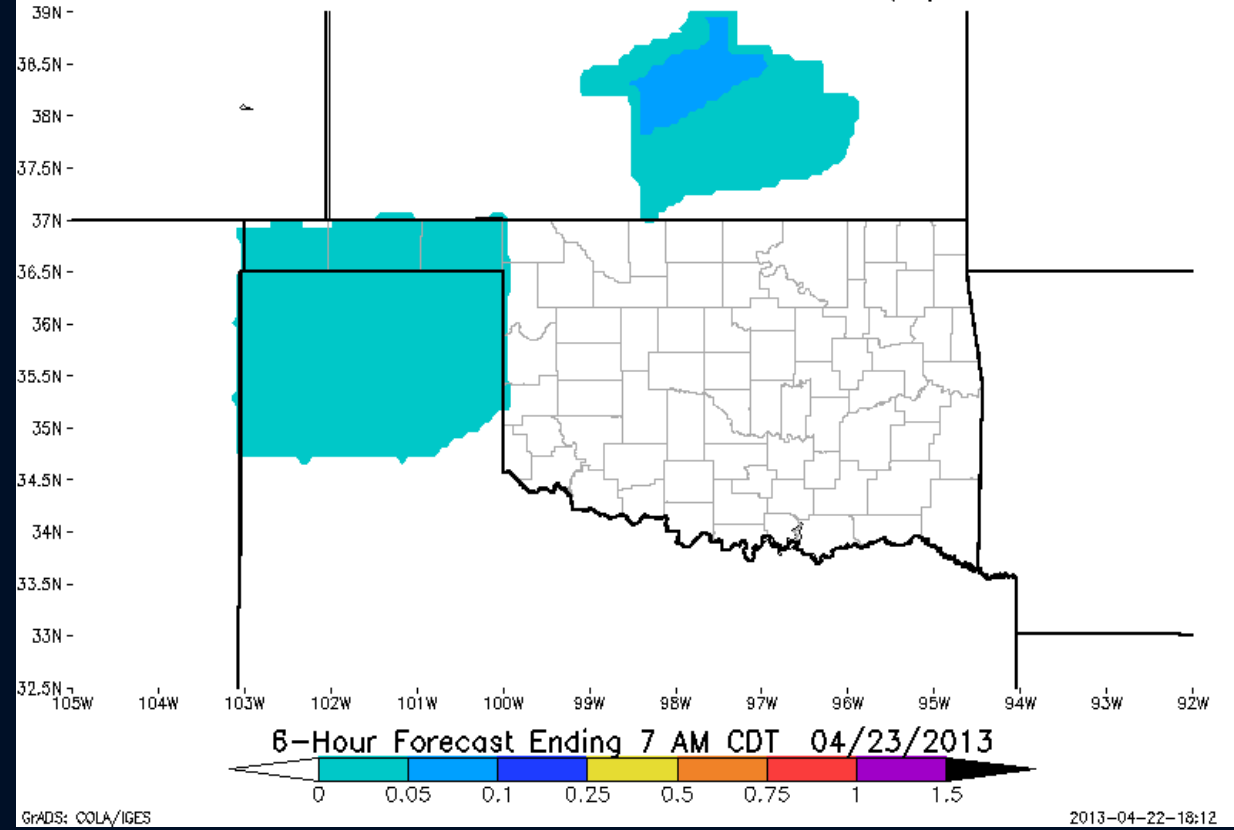 39N
38.5N
38N
37.5N
37N
36.5N
36N
35.5N
35N
34.5N
34N
33.5N
33N
32.5N
105W 104W 103W 102W 101W 100W 99W 98W 97W 96W 95W 94W 93W 92W
6-Hour Forecast Ending 7 AM CDT 04/23/2013
0 0.05 0.1 0.25 0.5 0.75 1 1.5
GrADS: COLA/IGES 2013-04-22-18:12